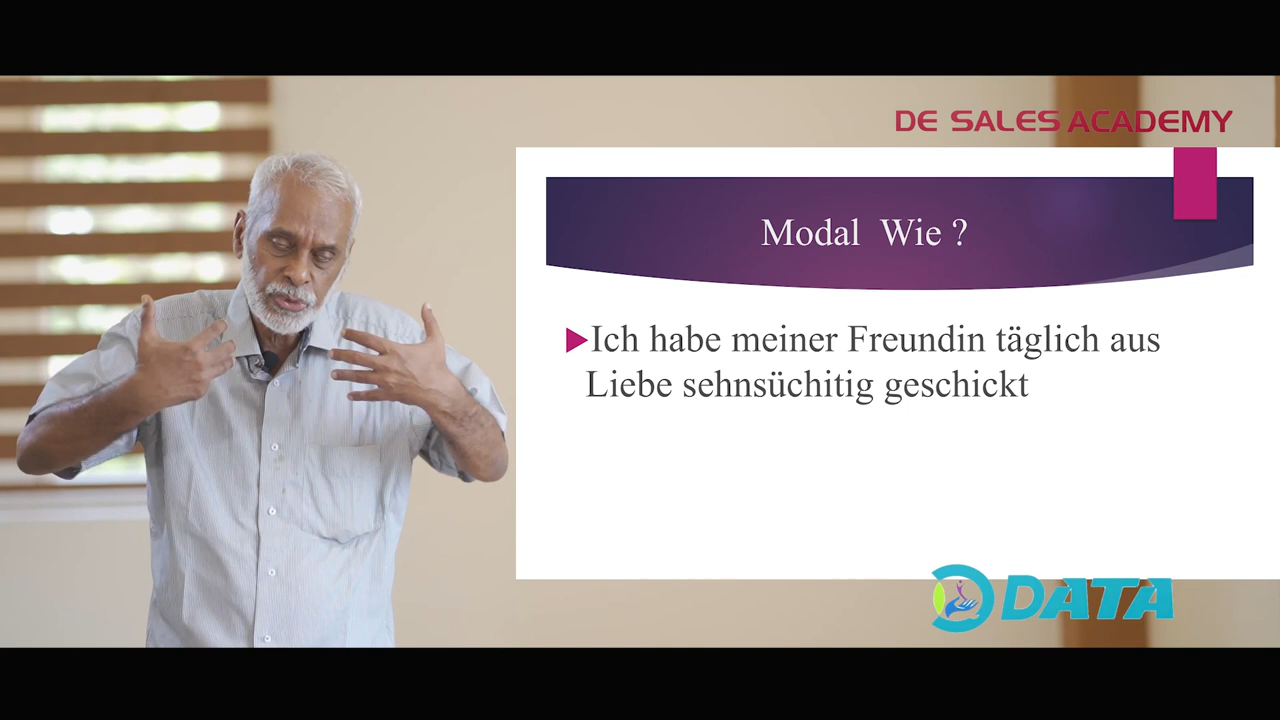 DE SALES ACADEMY
Modal Wie ?
Ich habe meiner Freundin täglich aus
Liebe sehnsüchitig geschickt
DATA